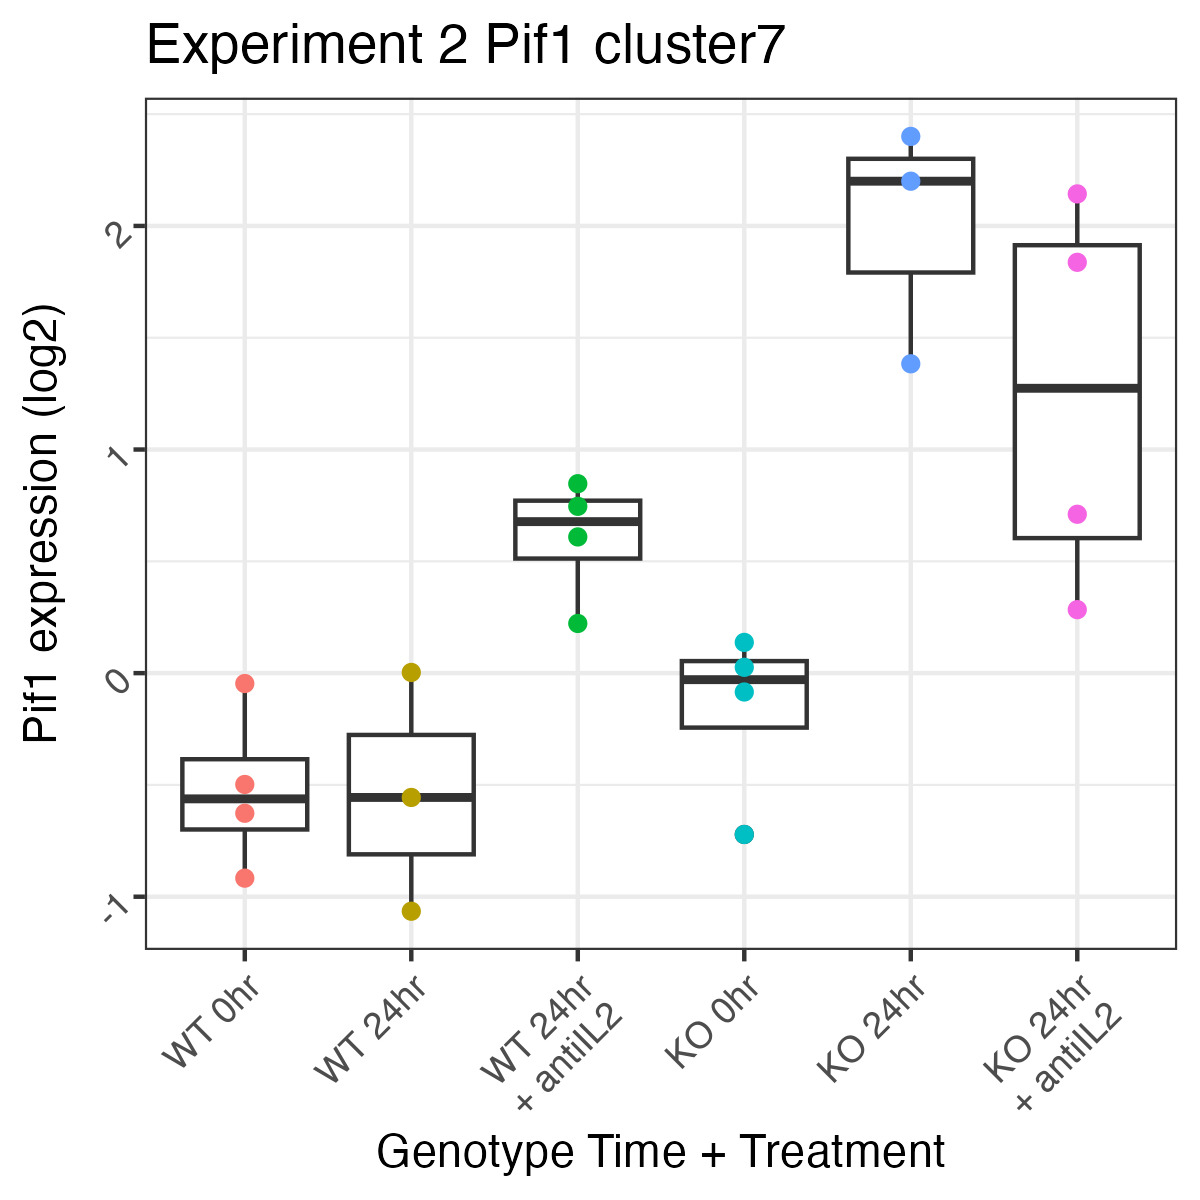 Experiment 2 Pif1 cluster7
Pif1 expression (log2)
2
1
0
-1
WT 0hr
WT 24hr
WT 24hr
+ antiIL2
KO 0hr
KO 24hr
KO 24hr
+ antiIL2
Genotype Time + Treatment